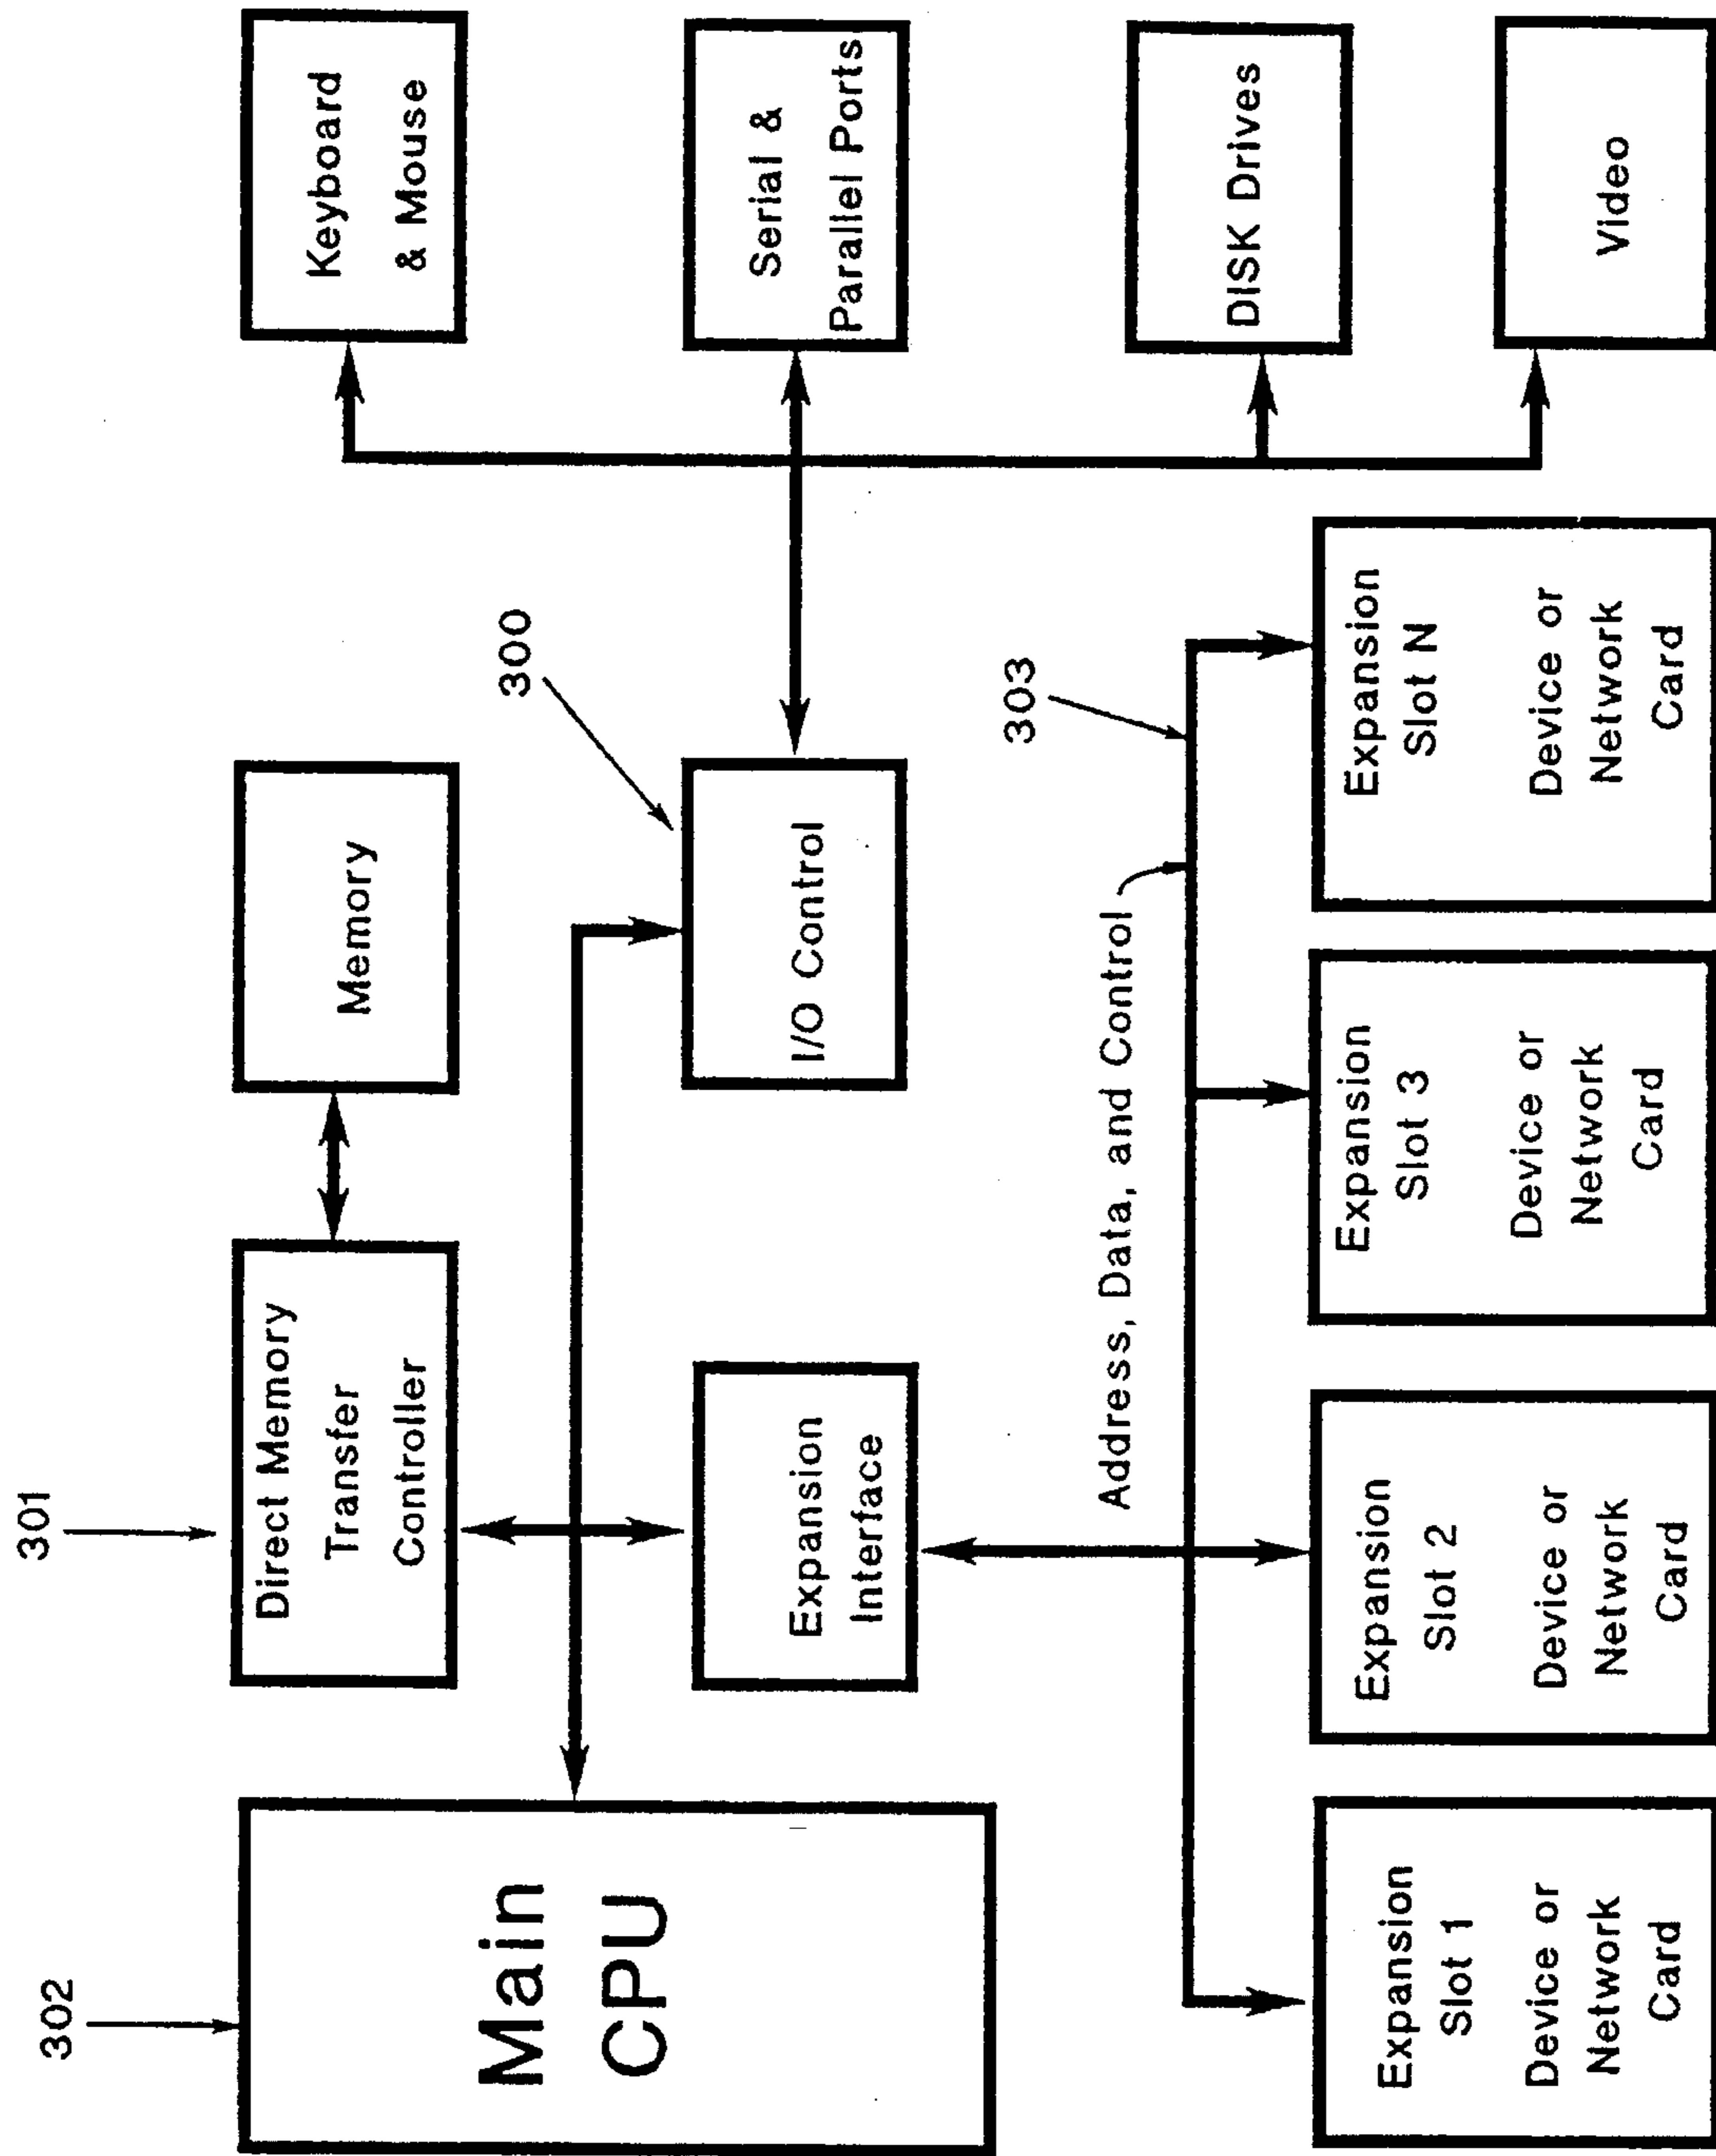 302
301
Main
CPU
Direct Memory
Transfer
Controller
Memory
Keyboard
& Mouse
300
Expansion
Interface
I/O Control
Serial &
Parallel Ports
303
Address, Data, and Control
DISK Drives
Expansion
Slot 1
Device or
Network
Card
Expansion
Slot 2
Device or
Network
Card
Expansion
Slot 3
Device or
Network
Card
Expansion
Slot N
Device or
Network
Card
Video